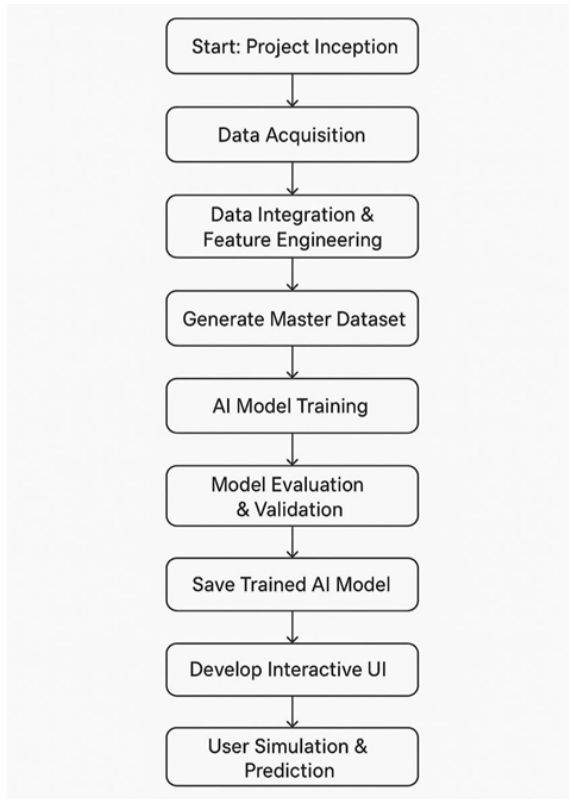 Start: Project Inception
Data Acquisition
Data Integration &
Feature Engineering
Generate Master Dataset
AI Model Training
Model Evaluation
& Validation
Save Trained AI Model
Develop Interactive UI
User Simulation &
Prediction